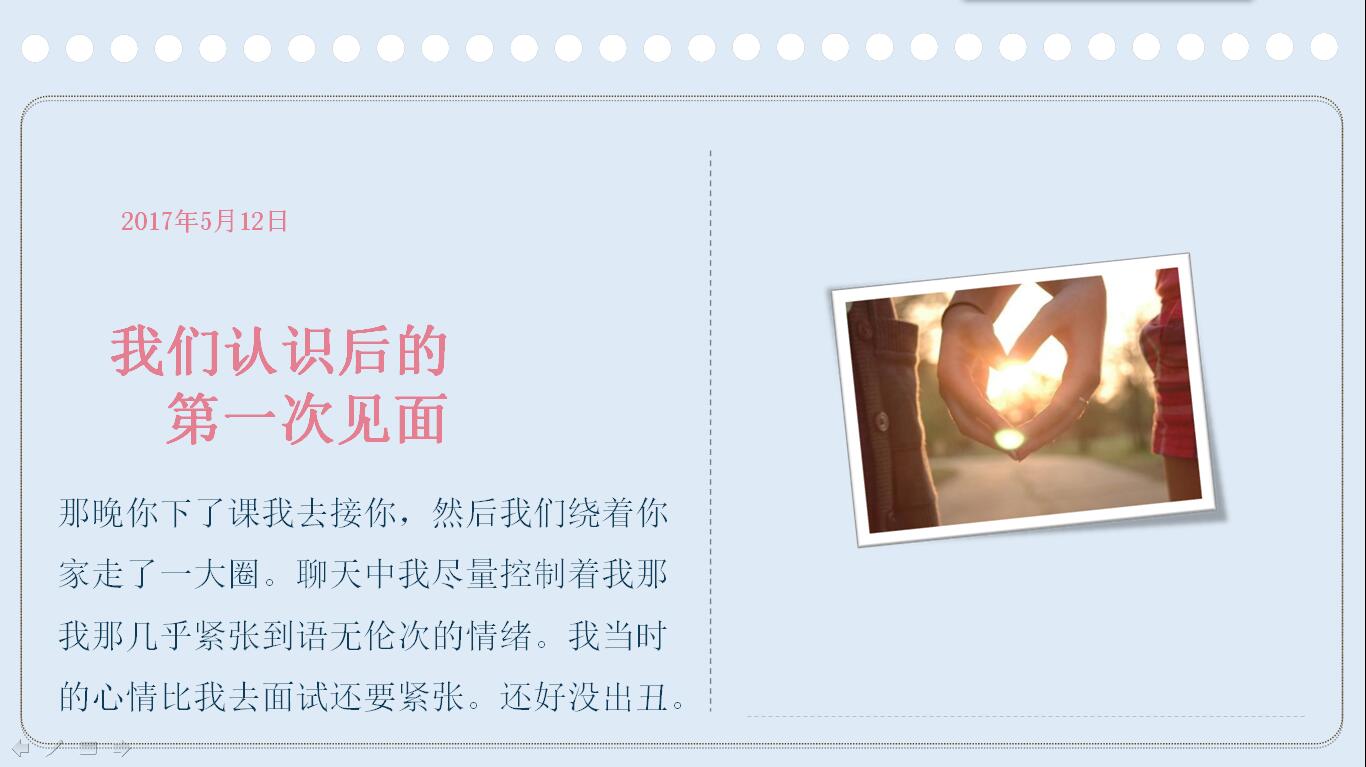 2017年5月12日
我们认识后的
第一次见面
那晚你下了课我去接你，然后我们绕着你
家走了一大圈。聊天中我尽量控制着我那
我那几乎紧张到语无伦次的情绪。我当时
的心情比我去面试还要紧张。还好没出丑。